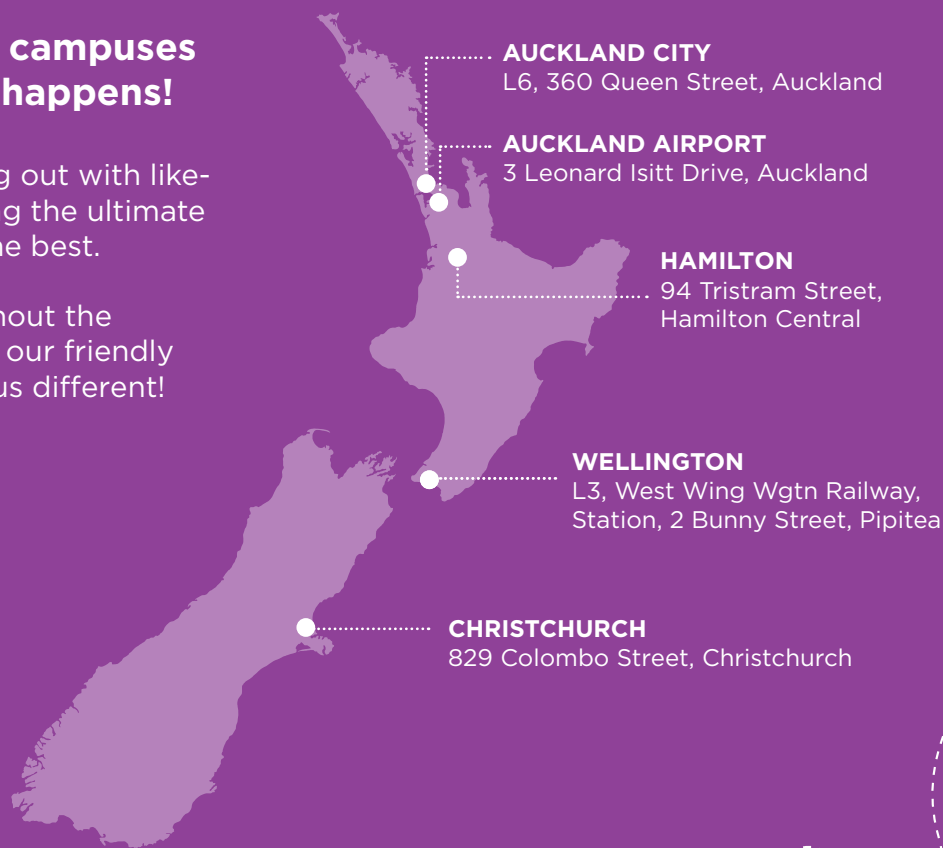 campuses
happens!
g out with like-
g the ultimate
ne best.
hout the
our friendly
us different!
AUCKLAND CITY
L6, 360 Queen Street, Auckland
AUCKLAND AIRPORT
3 Leonard Isitt Drive, Auckland
HAMILTON
94 Tristram Street,
Hamilton Central
WELLINGTON
L3, West Wing Wgtn Railway,
Station, 2 Bunny Street, Pipitea
CHRISTCHURCH
829 Colombo Street, Christchurch